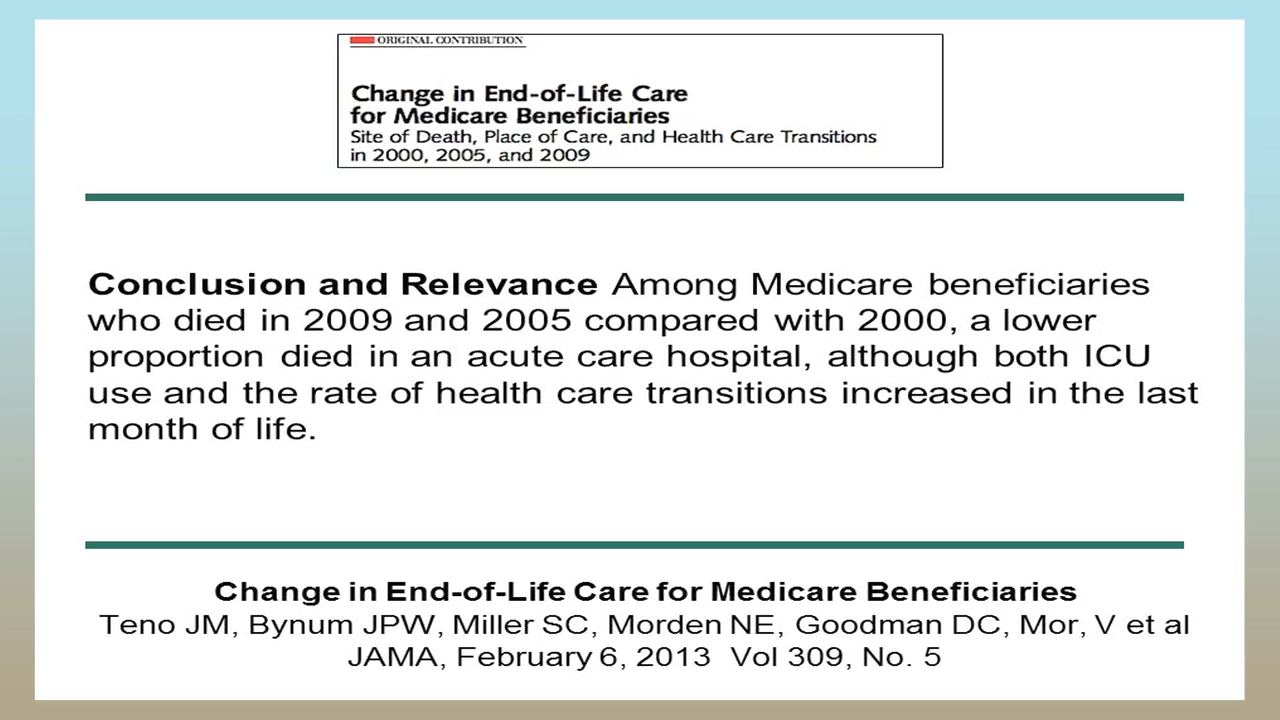 ORIGINAL CONTRIBUTION
Change in End-of-Life Care
for Medicare Beneficiaries
Site of Death, Place of Care, and Health Care Transitions
in 2000, 2005, and 2009
Conclusion and Relevance Among Medicare beneficiaries
who died in 2009 and 2005 compared with 2000, a lower
proportion died in an acute care hospital, although both ICU
use and the rate of health care transitions increased in the last
month of life.
Change in End-of-Life Care for Medicare Beneficiaries
Teno JM, Bynum JPW, Miller SC, Morden NE, Goodman DC, Mor, V et al
JAMA, February 6, 2013 Vol 309, No. 5